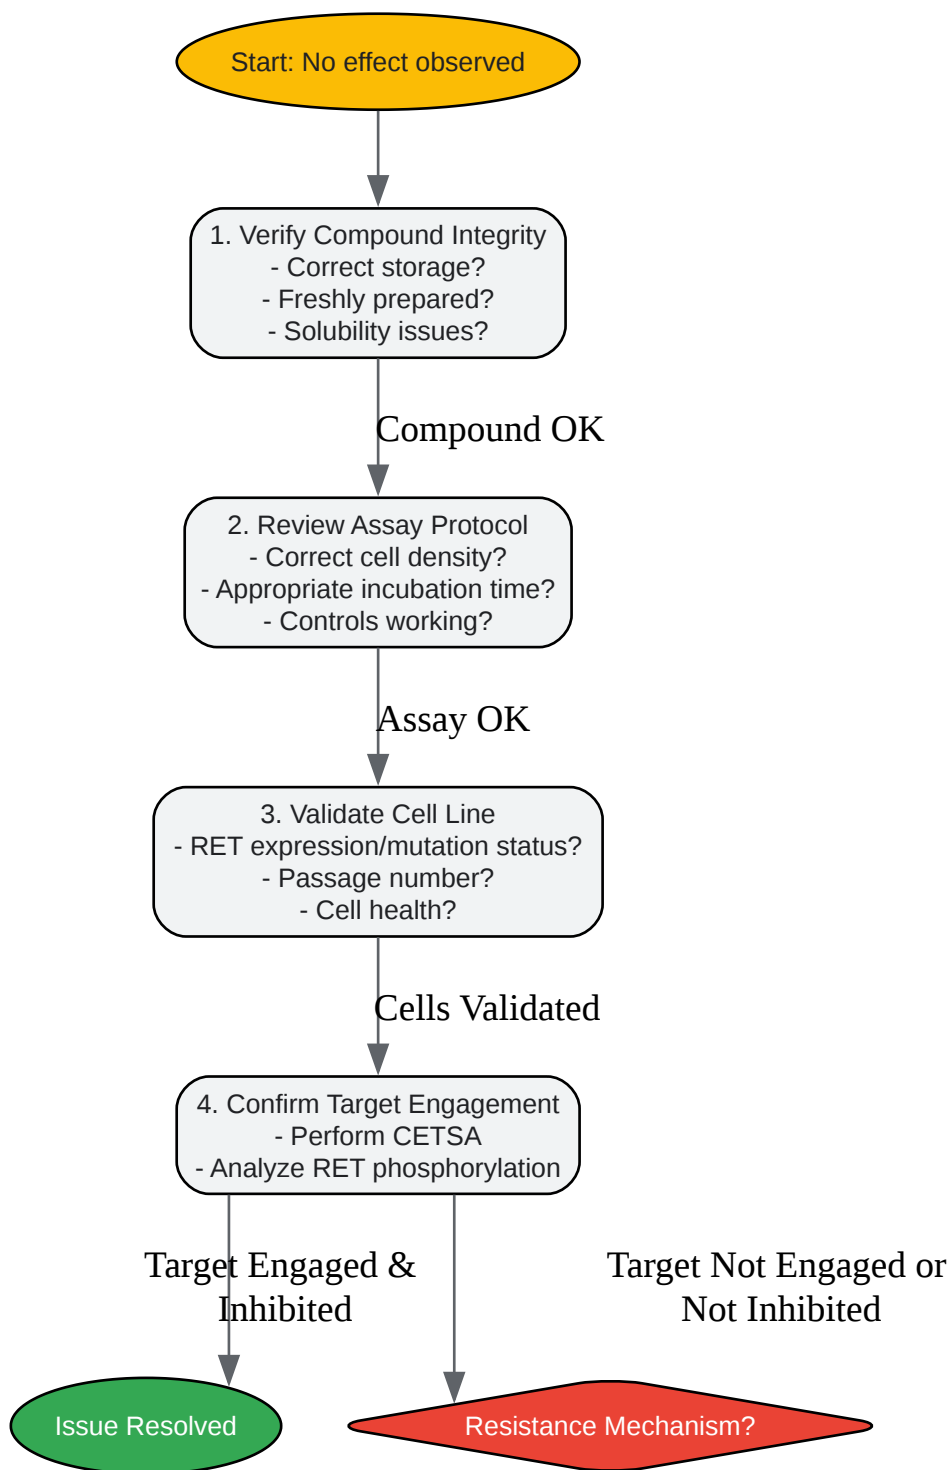 Start: No effect observed
1. Verify Compound Integrity
- Correct storage?
- Freshly prepared?
- Solubility issues?
Compound OK
2. Review Assay Protocol
- Correct cell density?
- Appropriate incubation time?
- Controls working?
Assay OK
3. Validate Cell Line
- RET expression/mutation status?
- Passage number?
- Cell health?
Cells Validated
4. Confirm Target Engagement
- Perform CETSA
- Analyze RET phosphorylation
Target Engaged &
Inhibited
Target Not Engaged or
Not Inhibited
Issue Resolved
Resistance Mechanism?